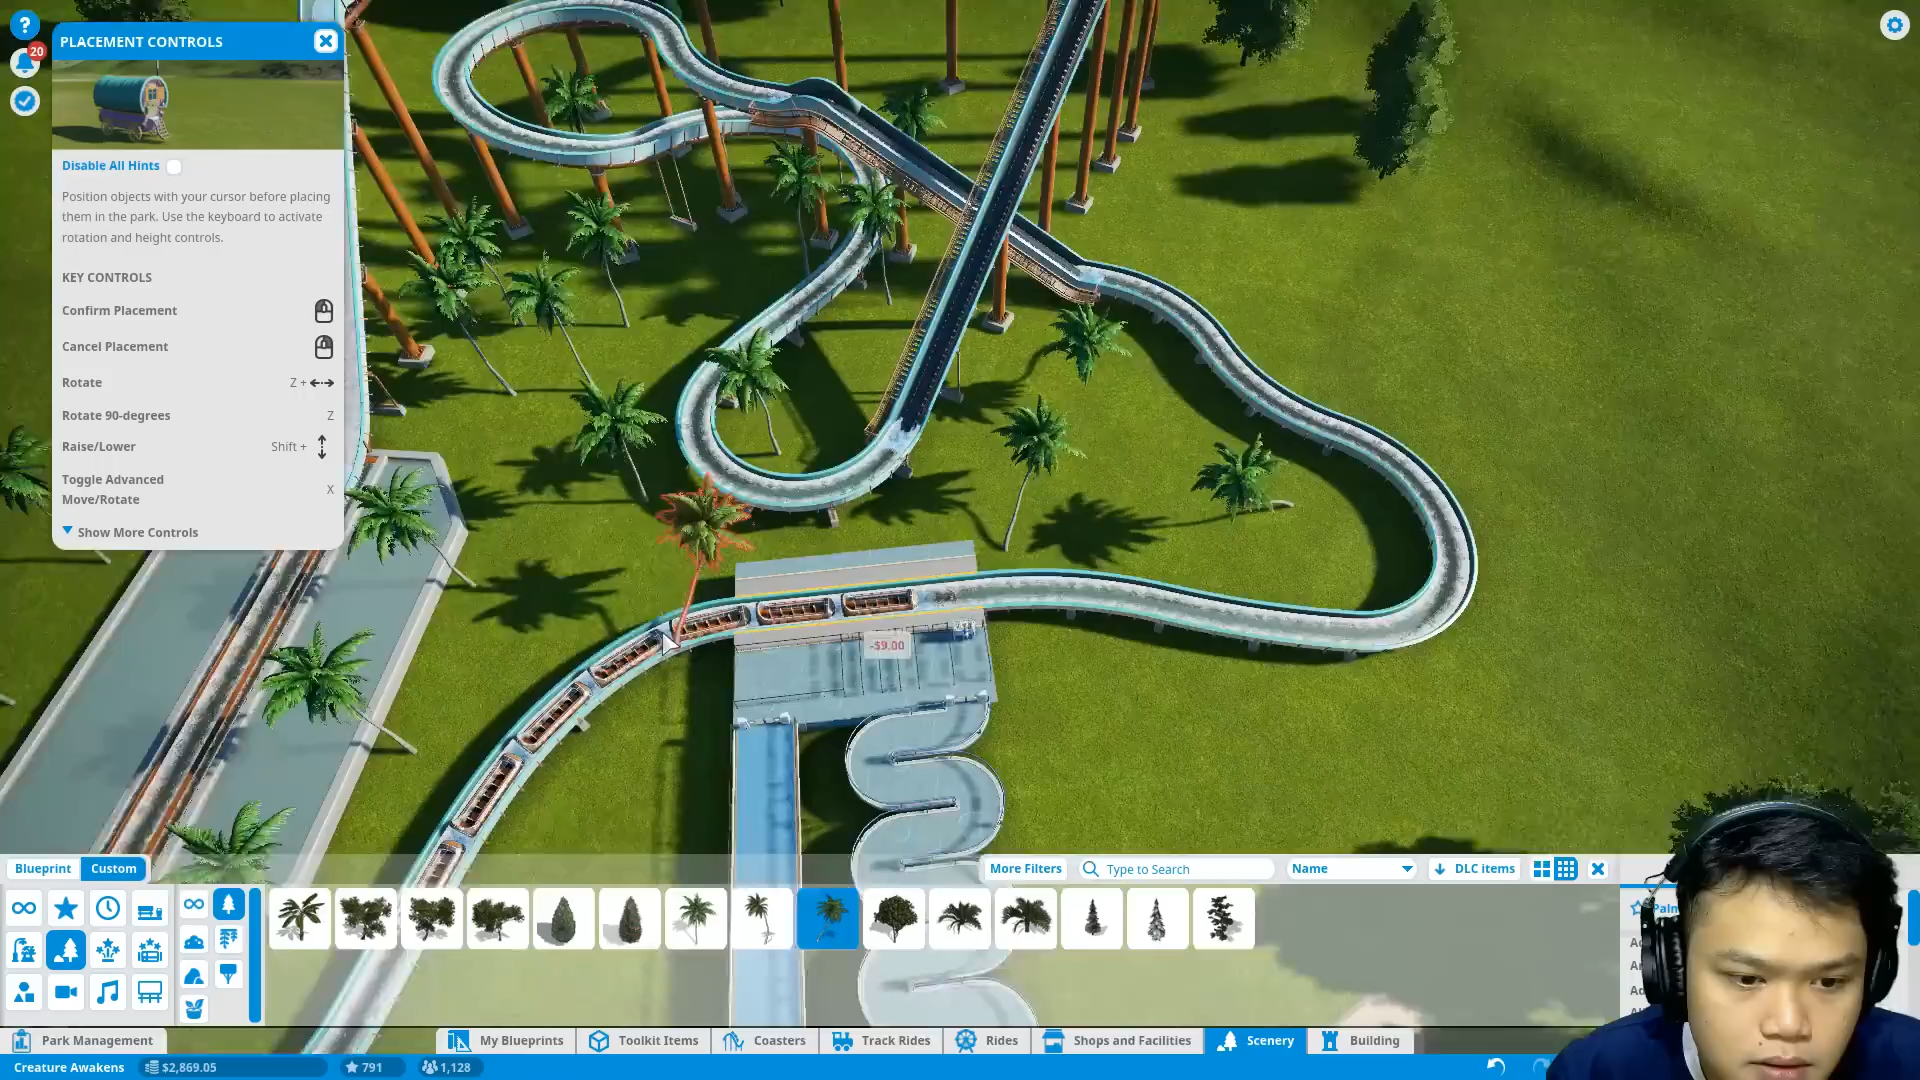 ?
20
PLACEMENT CONTROLS
Disable All Hints
Position objects with your cursor before placing
them in the park. Use the keyboard to activate
rotation and height controls.
KEY CONTROLS
Confirm Placement
Cancel Placement
Rotate Z +
Rotate 90-degrees Z
Raise/Lower Shift +
Toggle Advanced
Move/Rotate X
Show More Controls
-$9.00
Blueprint Custom
More Filters Type to Search Name DLC items
Park Management My Blueprints Toolkit Items Coasters Track Rides Rides Shops and Facilities Scenery Building
Creature Awakens $2,869.05 791 1,128